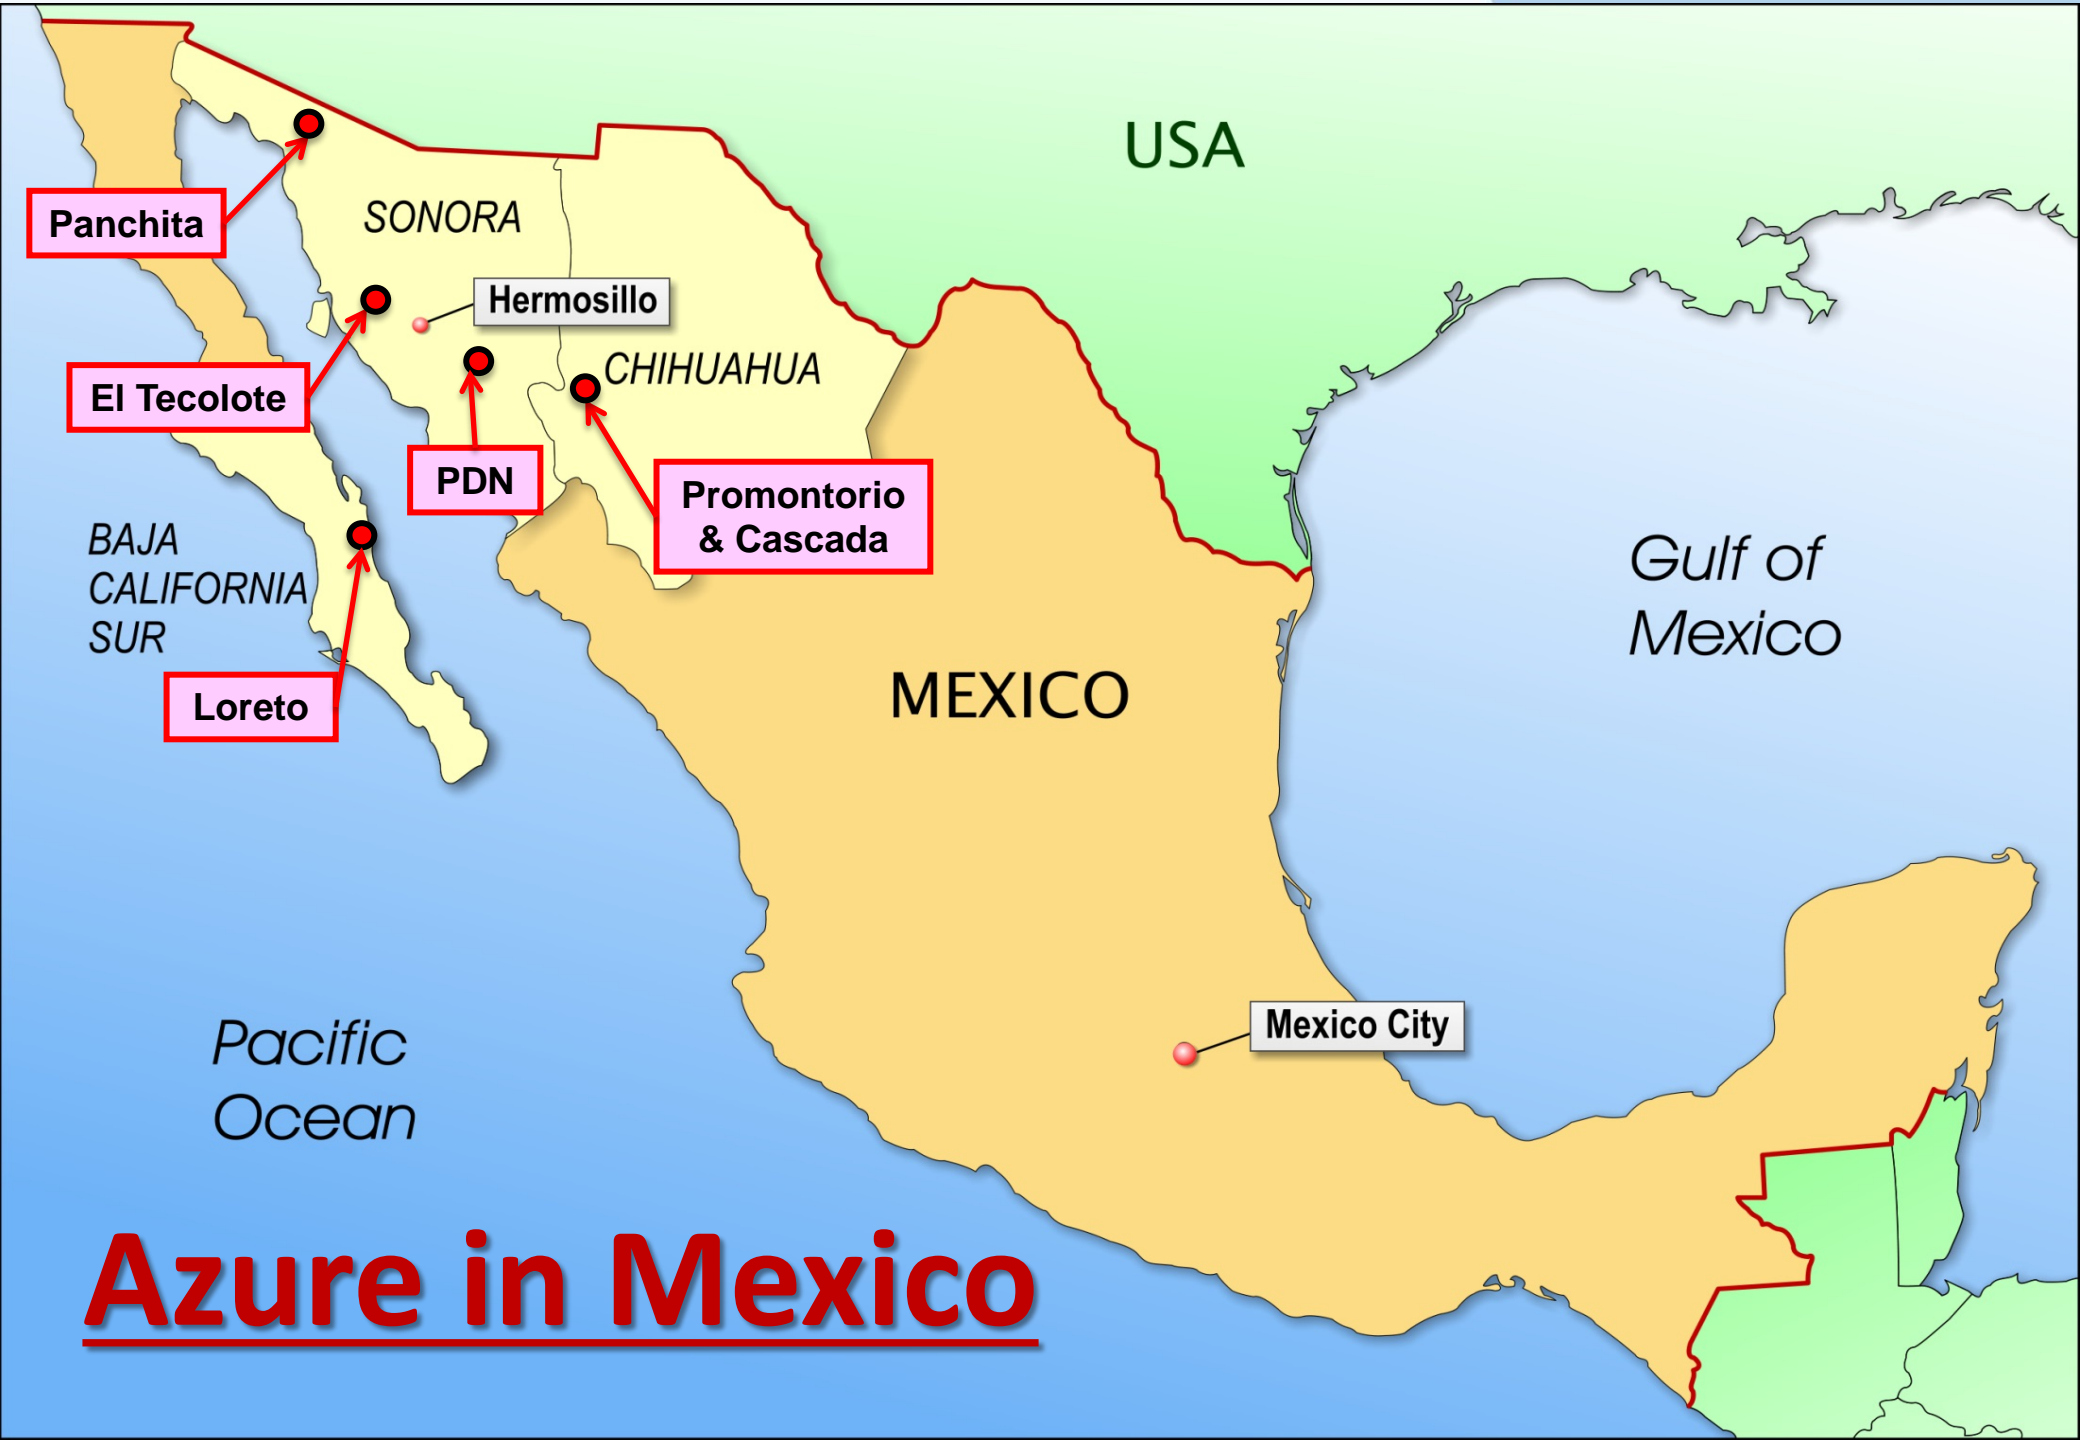 USA
Panchita
SONORA
Hermosillo
CHIHUAHUA
El Tecolote
PDN
Promontorio
& Cascada
BAJA
CALIFORNIA
SUR
Gulf of
Mexico
Loreto
MEXICO
Mexico City
Pacific
Ocean
Azure in Mexico